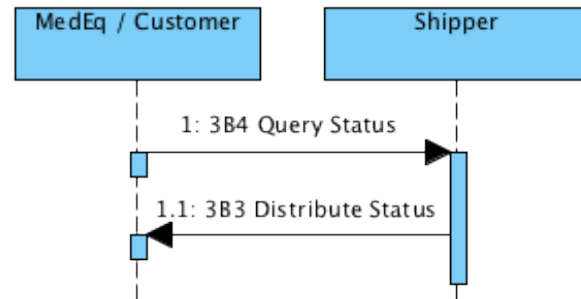 MedEq / Customer
Shipper
1: 3B4 Query Status
1.1: 3B3 Distribute Status